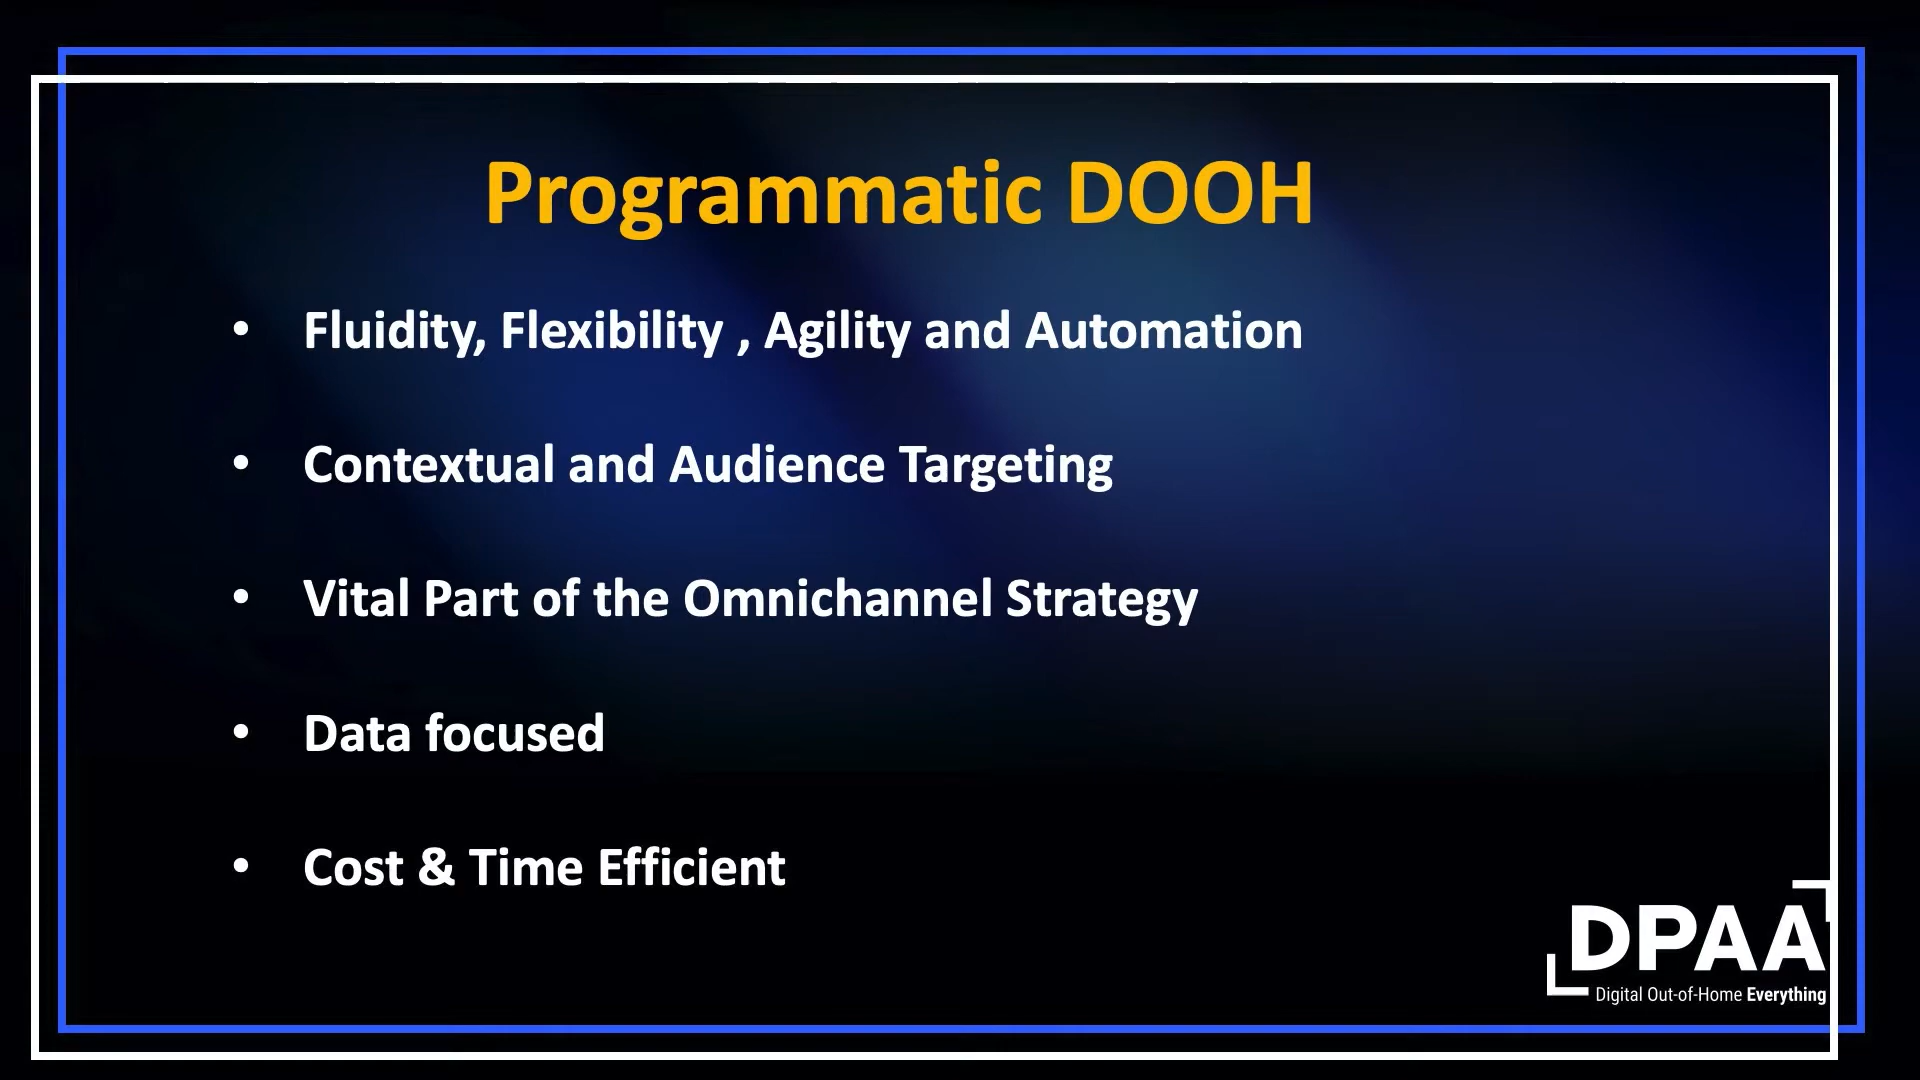 Programmatic DOOH
• Fluidity, Flexibility , Agility and Automation
• Contextual and Audience Targeting
• Vital Part of the Omnichannel Strategy
• Data focused
• Cost & Time Efficient
DPAA
Digital Out-of-Home Everything